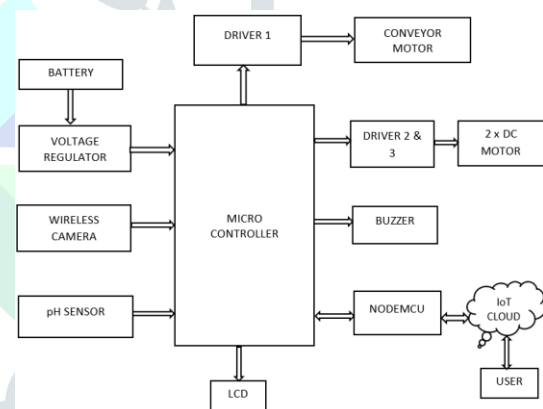 DRIVER 1
CONVEYOR
MOTOR
BATTERY
VOLTAGE
REGULATOR
DRIVER 2 &
3
2 x DC
MOTOR
WIRELESS
CAMERA
MICRO
CONTROLLER
BUZZER
pH SENSOR
NODEMCU
IoT
CLOUD
LCD
USER